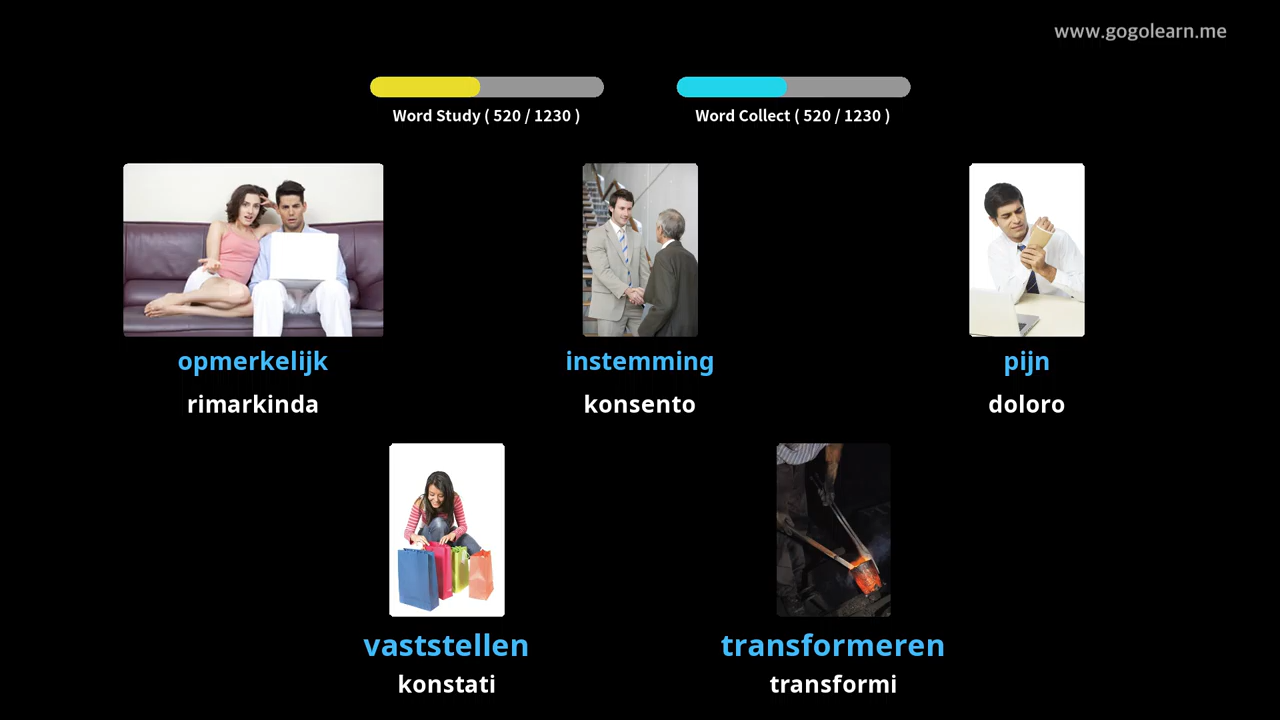 www.gogolearn.me
Word Study ( 520 / 1230 )
Word Collect ( 520 / 1230 )
opmerkelijk
rimarkinda
instemming
konsento
pijn
doloro
vaststellen
konstati
transformeren
transformi